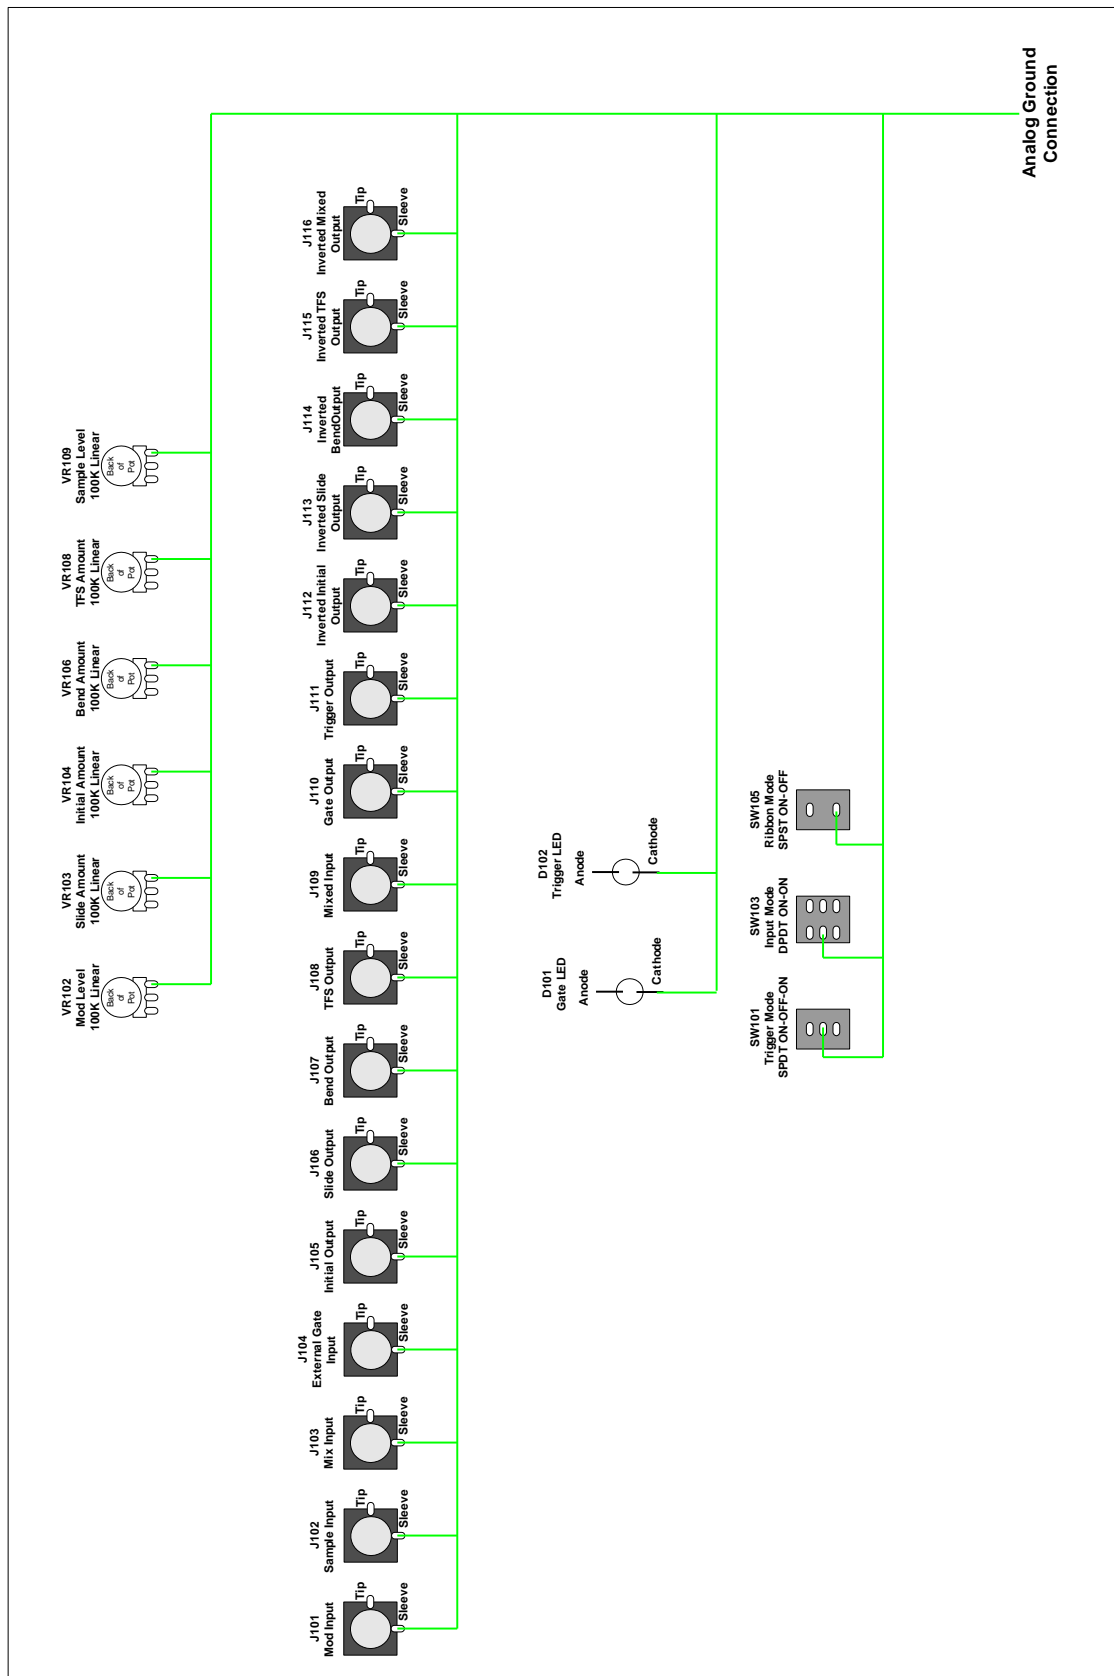 VR102
Mod Level
100K Linear
Back
of
Pot
VR103
Slide Amount
100K Linear
Back
of
Pot
VR104
Initial Amount
100K Linear
Back
of
Pot
VR106
Bend Amount
100K Linear
Back
of
Pot
VR108
TFS Amount
100K Linear
Back
of
Pot
VR109
Sample Level
100K Linear
Back
of
Pot
J101
Mod Input
Tip
Sleeve
J102
Sample Input
Tip
Sleeve
J103
Mix Input
Tip
Sleeve
J104
External Gate
Input
Tip
Sleeve
J105
Initial Output
Tip
Sleeve
J106
Slide Output
Tip
Sleeve
J107
Bend Output
Tip
Sleeve
J108
TFS Output
Tip
Sleeve
J109
Mixed Input
Tip
Sleeve
J110
Gate Output
Tip
Sleeve
J111
Trigger Output
Tip
Sleeve
J112
Inverted Initial
Output
Tip
Sleeve
J113
Inverted Slide
Output
Tip
Sleeve
J114
Inverted
BendOutput
Tip
Sleeve
J115
Inverted TFS
Output
Tip
Sleeve
J116
Inverted Mixed
Output
Tip
Sleeve
D101
Gate LED
Anode
Cathode
D102
Trigger LED
Anode
Cathode
SW101
Trigger Mode
SPDT ON-OFF-ON
SW103
Input Mode
DPDT ON-ON
SW105
Ribbon Mode
SPST ON-OFF
Analog Ground
Connection